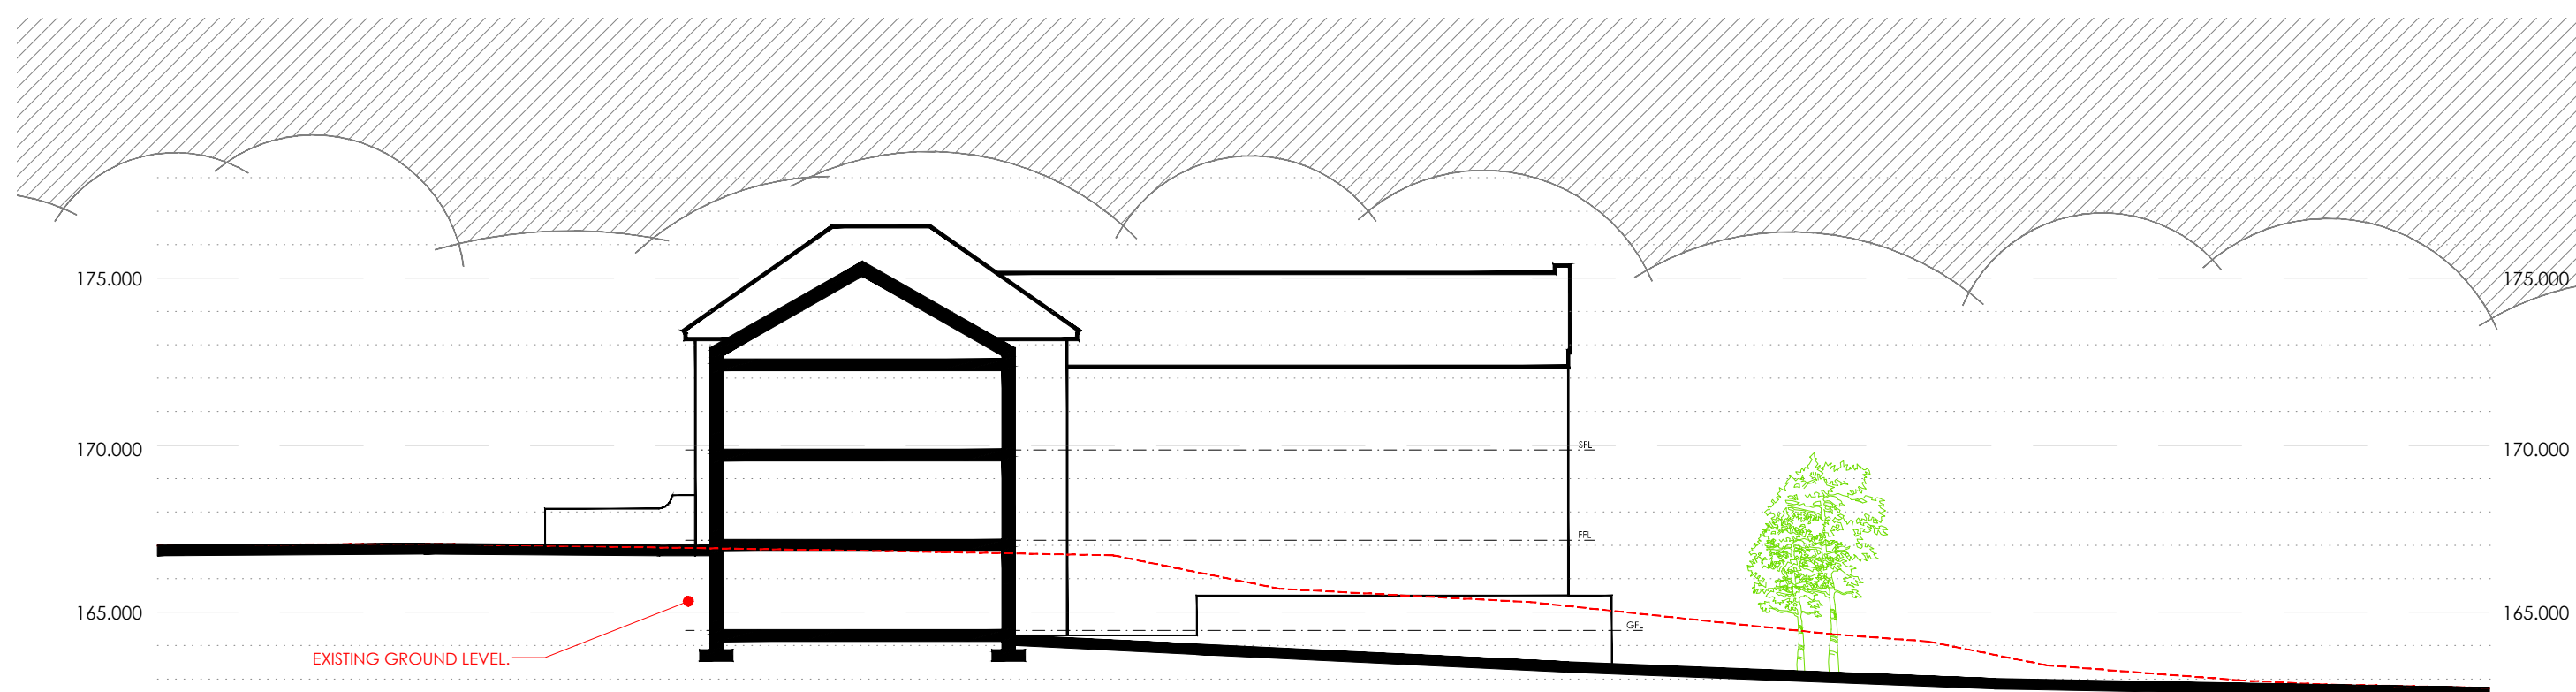 175.000
175.000
170.000
SFL
170.000
FFL
165.000
165.000
GFL
EXISTING GROUND LEVEL.